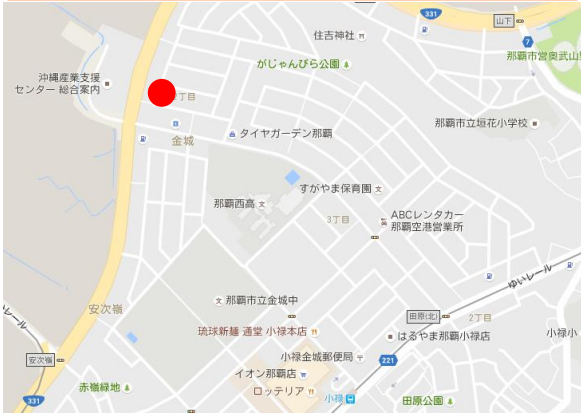 331
山下
住吉神社
7
那覇市営奥武山
がじゃんびら公園
沖縄産業支援
センター 総合案内
丁目
那覇市立垣花小学校
タイヤガーデン那覇
金城
すがやま保育園
那覇西高
ABCレンタカー
那覇空港営業所
3丁目
ゆいレール
那覇市立金城中
安次嶺
田原(北)
2丁目
ゆいレール
琉球新麺 通堂 小禄本店
はるやま那覇小禄店
小禄小
小禄金城郵便局
221
安次嶺
イオン那覇店
赤嶺緑地
ロッテリア
小禄
田原公園
331